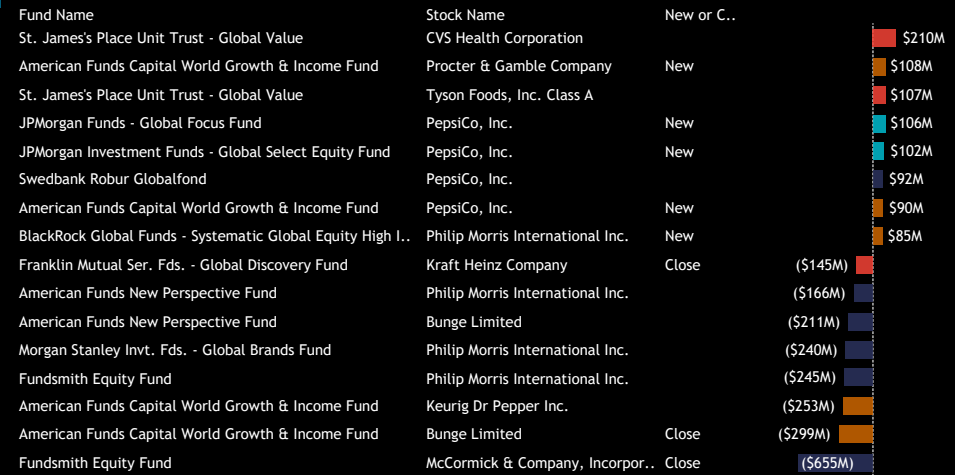 Fund Name Stock Name New or C..
St. James's Place Unit Trust - Global Value CVS Health Corporation $210M
American Funds Capital World Growth & Income Fund Procter & Gamble Company New $108M
St. James's Place Unit Trust - Global Value Tyson Foods, Inc. Class A $107M
JPMorgan Funds - Global Focus Fund PepsiCo, Inc. New $106M
JPMorgan Investment Funds - Global Select Equity Fund PepsiCo, Inc. New $102M
Swedbank Robur Globalfond PepsiCo, Inc. $92M
American Funds Capital World Growth & Income Fund PepsiCo, Inc. New $90M
BlackRock Global Funds - Systematic Global Equity High I.. Philip Morris International Inc. New $85M
Franklin Mutual Ser. Fds. - Global Discovery Fund Kraft Heinz Company Close ($145M)
American Funds New Perspective Fund Philip Morris International Inc. ($166M)
American Funds New Perspective Fund Bunge Limited ($211M)
Morgan Stanley Invt. Fds. - Global Brands Fund Philip Morris International Inc. ($240M)
Fundsmith Equity Fund Philip Morris International Inc. ($245M)
American Funds Capital World Growth & Income Fund Keurig Dr Pepper Inc. ($253M)
American Funds Capital World Growth & Income Fund Bunge Limited Close ($299M)
Fundsmith Equity Fund McCormick & Company, Incorpor.. Close ($655M)